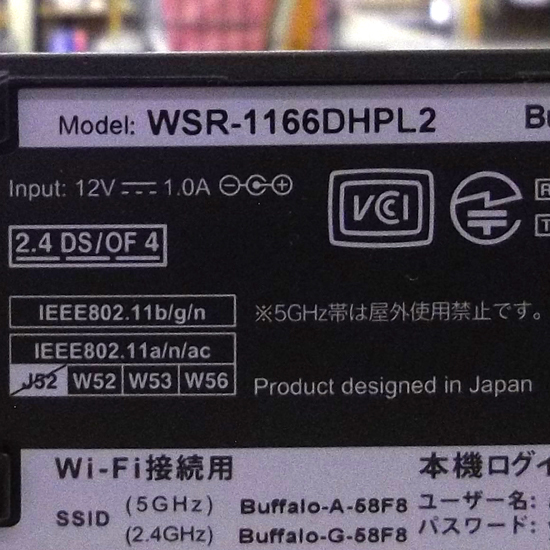 Model: WSR-1166DHPL2
Input: 12V 1.0A
VCCI
2.4 DS/OF 4
IEEE802.11b/g/n
※5GHz帯は屋外使用禁止です。
IEEE802.11a/n/ac
J52 W52 W53 W56
Product designed in Japan
Wi-Fi接続用
本機ログイ
SSID
(5GHz) Buffalo-A-58F8
ユーザー名:
(2.4GHz) Buffalo-G-58F8
パスワード: